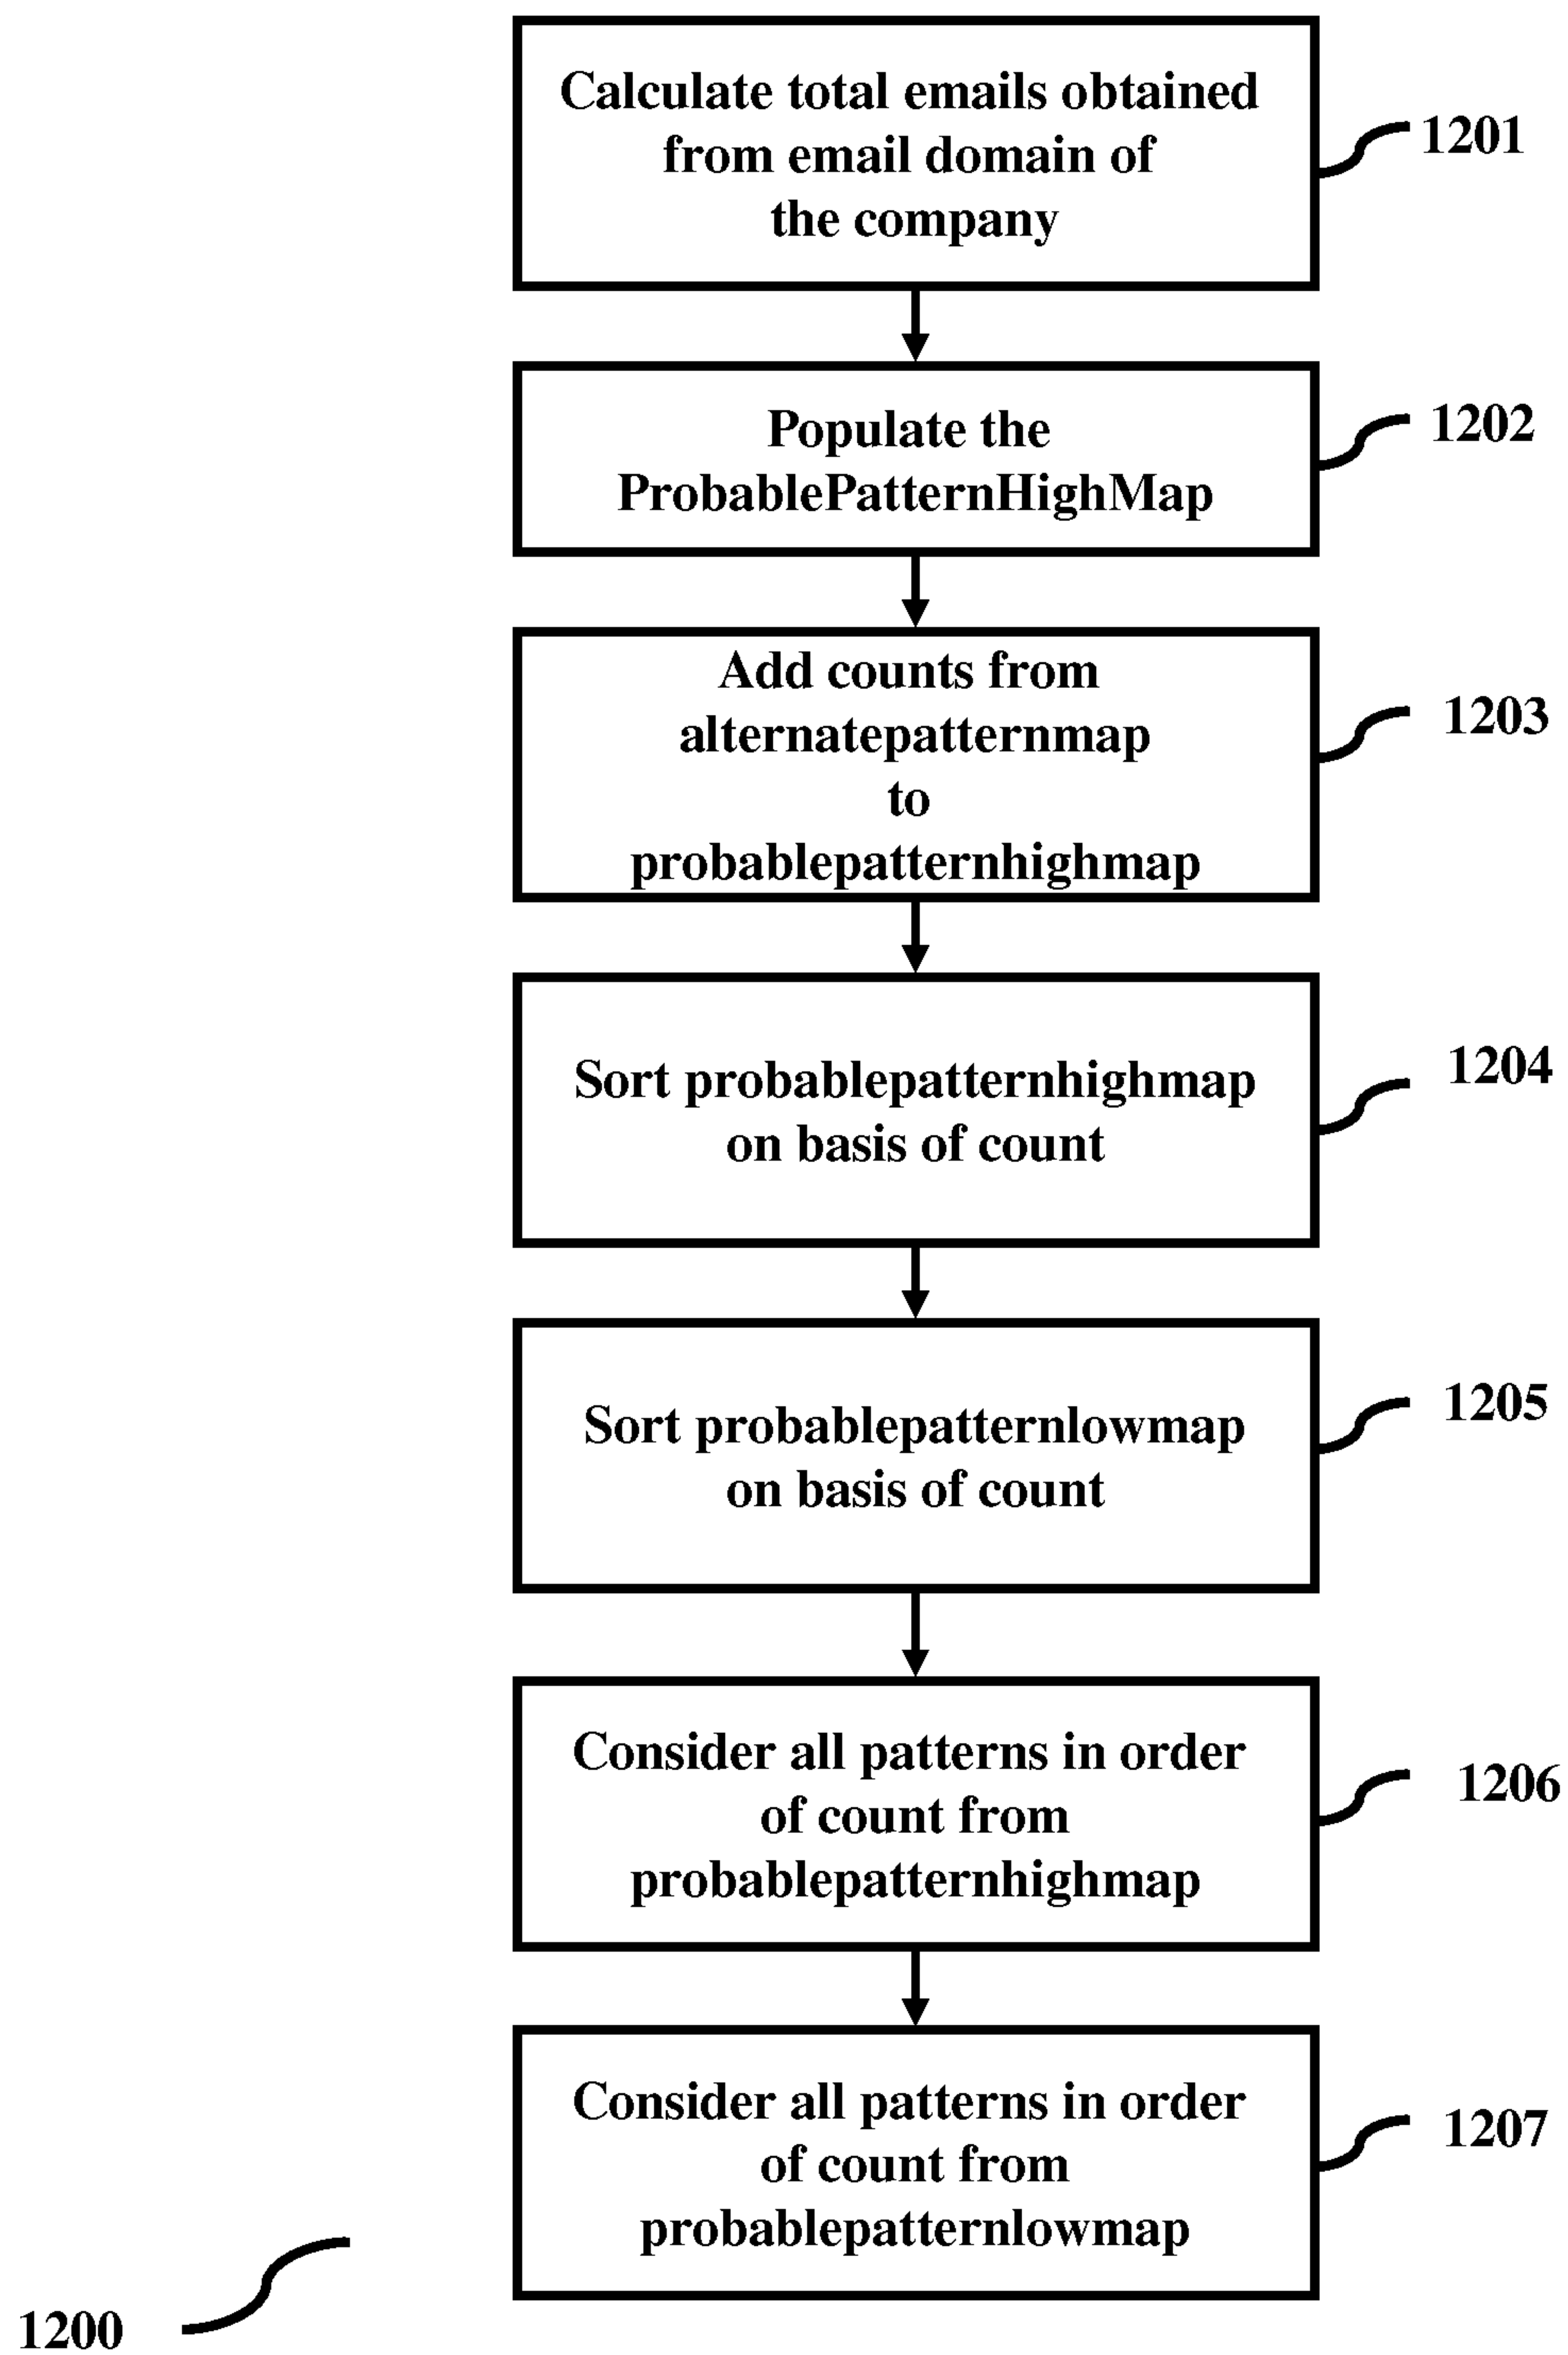 Calculate total emails obtained
from email domain of
the company
1201
Populate the
ProbablePatternHighMap
1202
Add counts from
alternatepatternmap
to
probablepatternhighmap
1203
Sort probablepatternhighmap
on basis of count
1204
Sort probablepatternlowmap
on basis of count
1205
Consider all patterns in order
of count from
probablepatternhighmap
1206
Consider all patterns in order
of count from
probablepatternlowmap
1207
1200